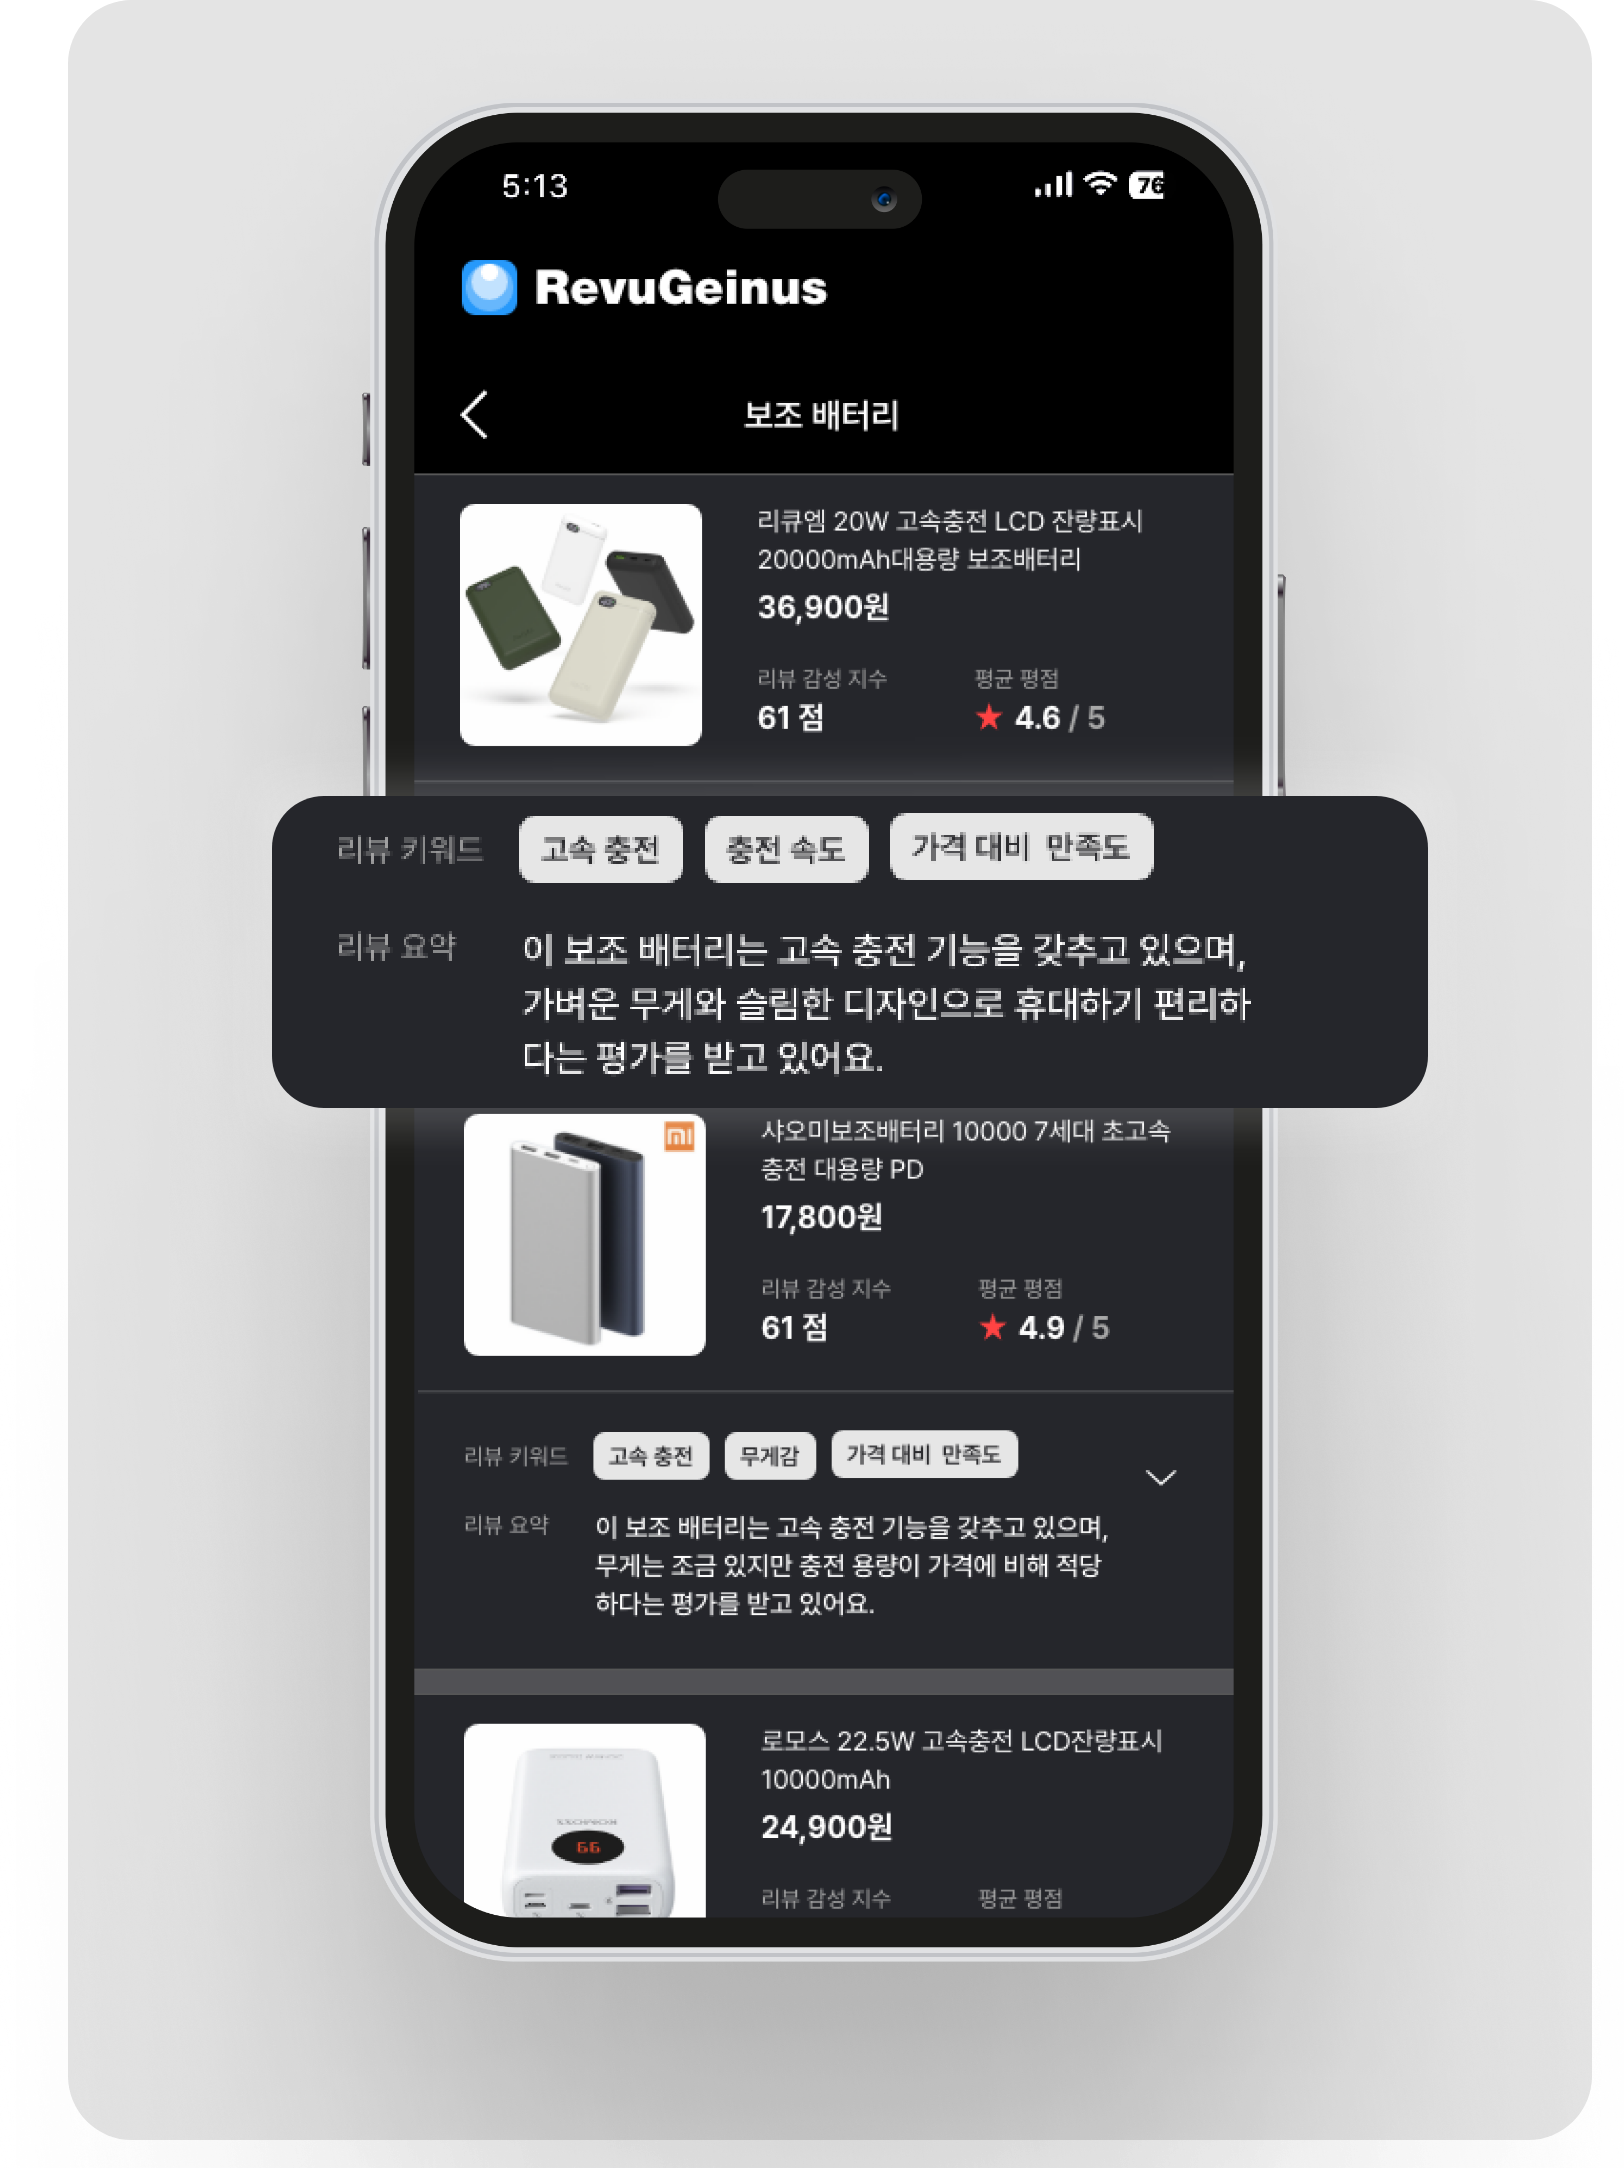 5:13
76
RevuGeinus
보조 배터리
리큐엠 20W 고속충전 LCD 잔량표시
20000mAh대용량 보조배터리
36,900원
리뷰 감성 지수 평균 평점
61 점 ★ 4.6 / 5
리뷰 키워드 고속 충전 충전 속도 가격 대비 만족도
리뷰 요약 이 보조 배터리는 고속 충전 기능을 갖추고 있으며,
가벼운 무게와 슬림한 디자인으로 휴대하기 편리하
다는 평가를 받고 있어요.
샤오미보조배터리 10000 7세대 초고속
충전 대용량 PD
17,800원
리뷰 감성 지수 평균 평점
61 점 ★ 4.9 / 5
리뷰 키워드 고속 충전 무게감 가격 대비 만족도
리뷰 요약 이 보조 배터리는 고속 충전 기능을 갖추고 있으며,
무게는 조금 있지만 충전 용량이 가격에 비해 적당
하다는 평가를 받고 있어요.
로모스 22.5W 고속충전 LCD잔량표시
10000mAh
24,900원
리뷰 감성 지수 평균 평점